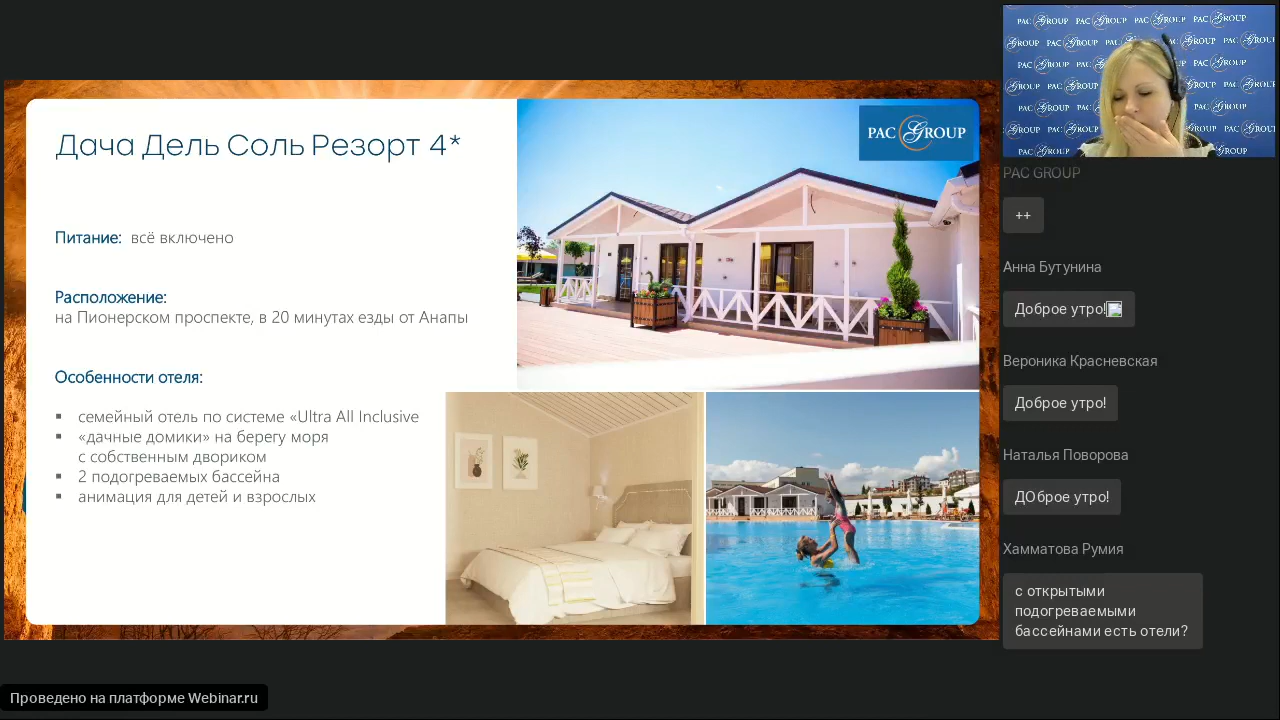 Дача Дель Соль Резорт 4*
PAC GROUP
Питание: всё включено
Расположение:
на Пионерском проспекте, в 20 минутах езды от Анапы
Особенности отеля:
▪ семейный отель по системе «Ultra All Inclusive
▪ «дачные домики» на берегу моря
с собственным двориком
▪ 2 подогреваемых бассейна
▪ анимация для детей и взрослых
PAC GROUP
++
Анна Бутунина
Доброе утро!
Вероника Красневская
Доброе утро!
Наталья Поворова
ДОброе утро!
Хамматова Румия
с открытыми
подогреваемыми
бассейнами есть отели?
Проведено на платформе Webinar.ru